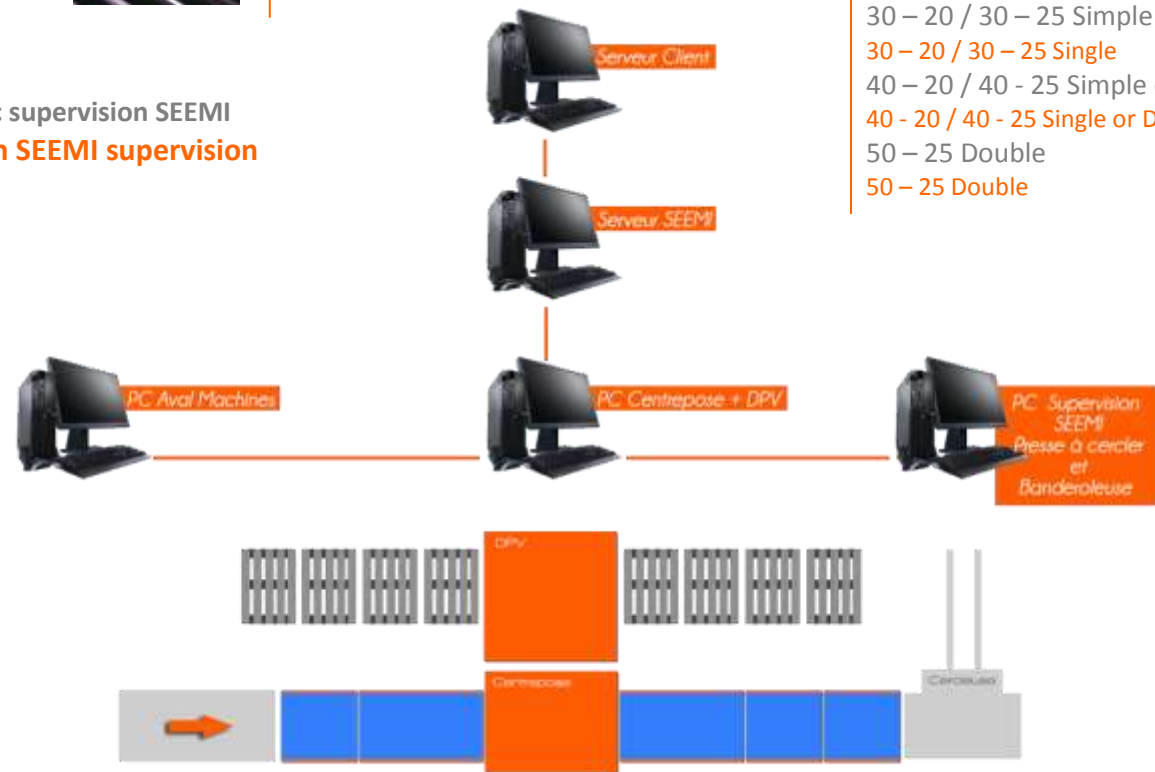 supervision SEEMI
SEEMI supervision
30 – 20 / 30 – 25 Simple
30 – 20 / 30 – 25 Single
40 – 20 / 40 - 25 Simple
40 - 20 / 40 - 25 Single or D
50 – 25 Double
50 – 25 Double
Serveur Client
Serveur SEEMI
PC Aval Machines
PC Centrepose + DPV
PC Supervision
SEEMI
Presse à cercler
et
Banderoleuse
DPV
Centrepose
Cercleuse